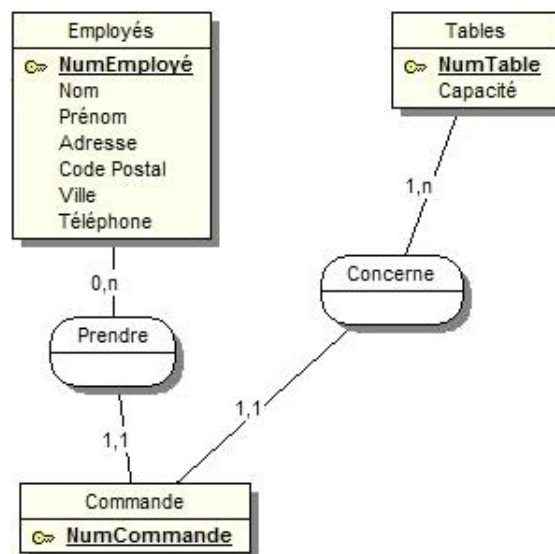 Employés
NumEmployé
Nom
Prénom
Adresse
Code Postal
Ville
Téléphone
Tables
NumTable
Capacité
1,n
0,n
Concerne
Prendre
1,1
1,1
Commande
NumCommande